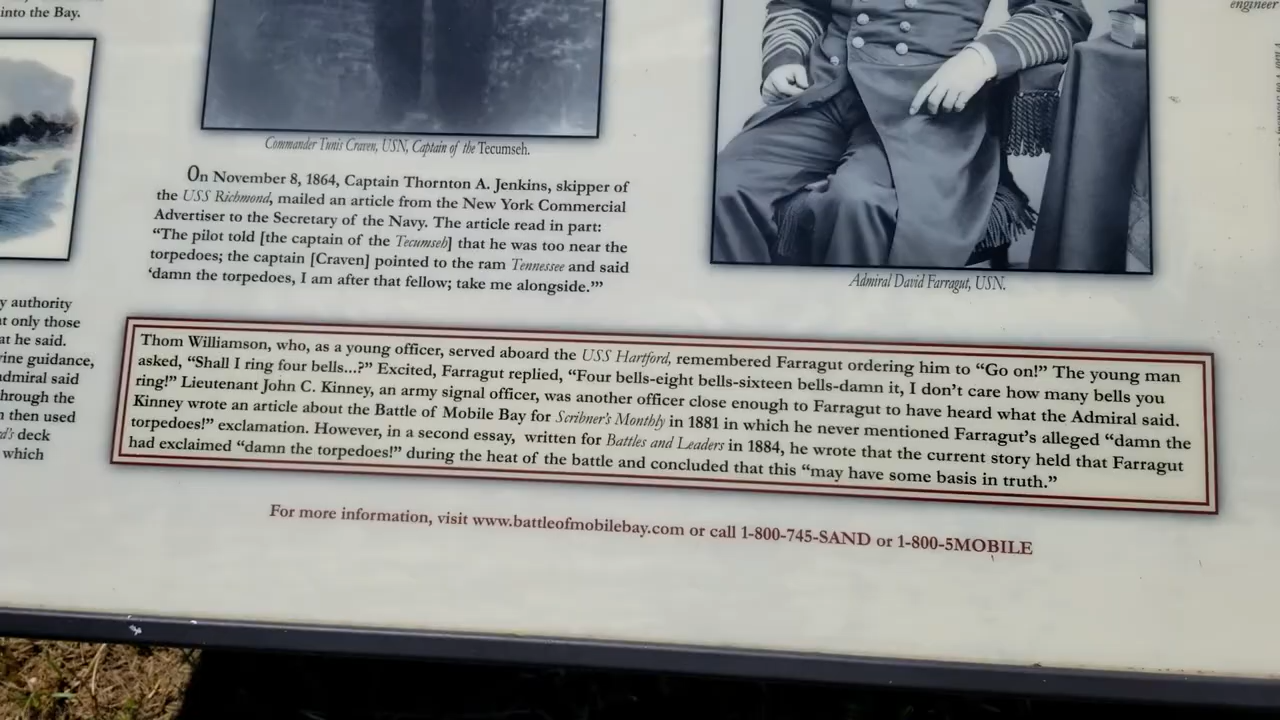 into the Bay.
engineer
Commander Tunis Craven, USN, Captain of the Tecumseh.
On November 8, 1864, Captain Thornton A. Jenkins, skipper of
the USS Richmond, mailed an article from the New York Commercial
Advertiser to the Secretary of the Navy. The article read in part:
“The pilot told [the captain of the Tecumseh] that he was too near the
torpedoes; the captain [Craven] pointed to the ram Tennessee and said
‘damn the torpedoes, I am after that fellow; take me alongside.’”
Admiral David Farragut, USN.
y authority
t only those
at he said.
vine guidance,
dmiral said
hrough the
n then used
rd's deck
which
Thom Williamson, who, as a young officer, served aboard the USS Hartford, remembered Farragut ordering him to “Go on!” The young man
asked, “Shall I ring four bells...?” Excited, Farragut replied, “Four bells-eight bells-sixteen bells-damn it, I don’t care how many bells you
ring!” Lieutenant John C. Kinney, an army signal officer, was another officer close enough to Farragut to have heard what the Admiral said.
Kinney wrote an article about the Battle of Mobile Bay for Scribner’s Monthly in 1881 in which he never mentioned Farragut’s alleged “damn the
torpedoes!” exclamation. However, in a second essay, written for Battles and Leaders in 1884, he wrote that the current story held that Farragut
had exclaimed “damn the torpedoes!” during the heat of the battle and concluded that this “may have some basis in truth.”
For more information, visit www.battleofmobilebay.com or call 1-800-745-SAND or 1-800-5MOBILE